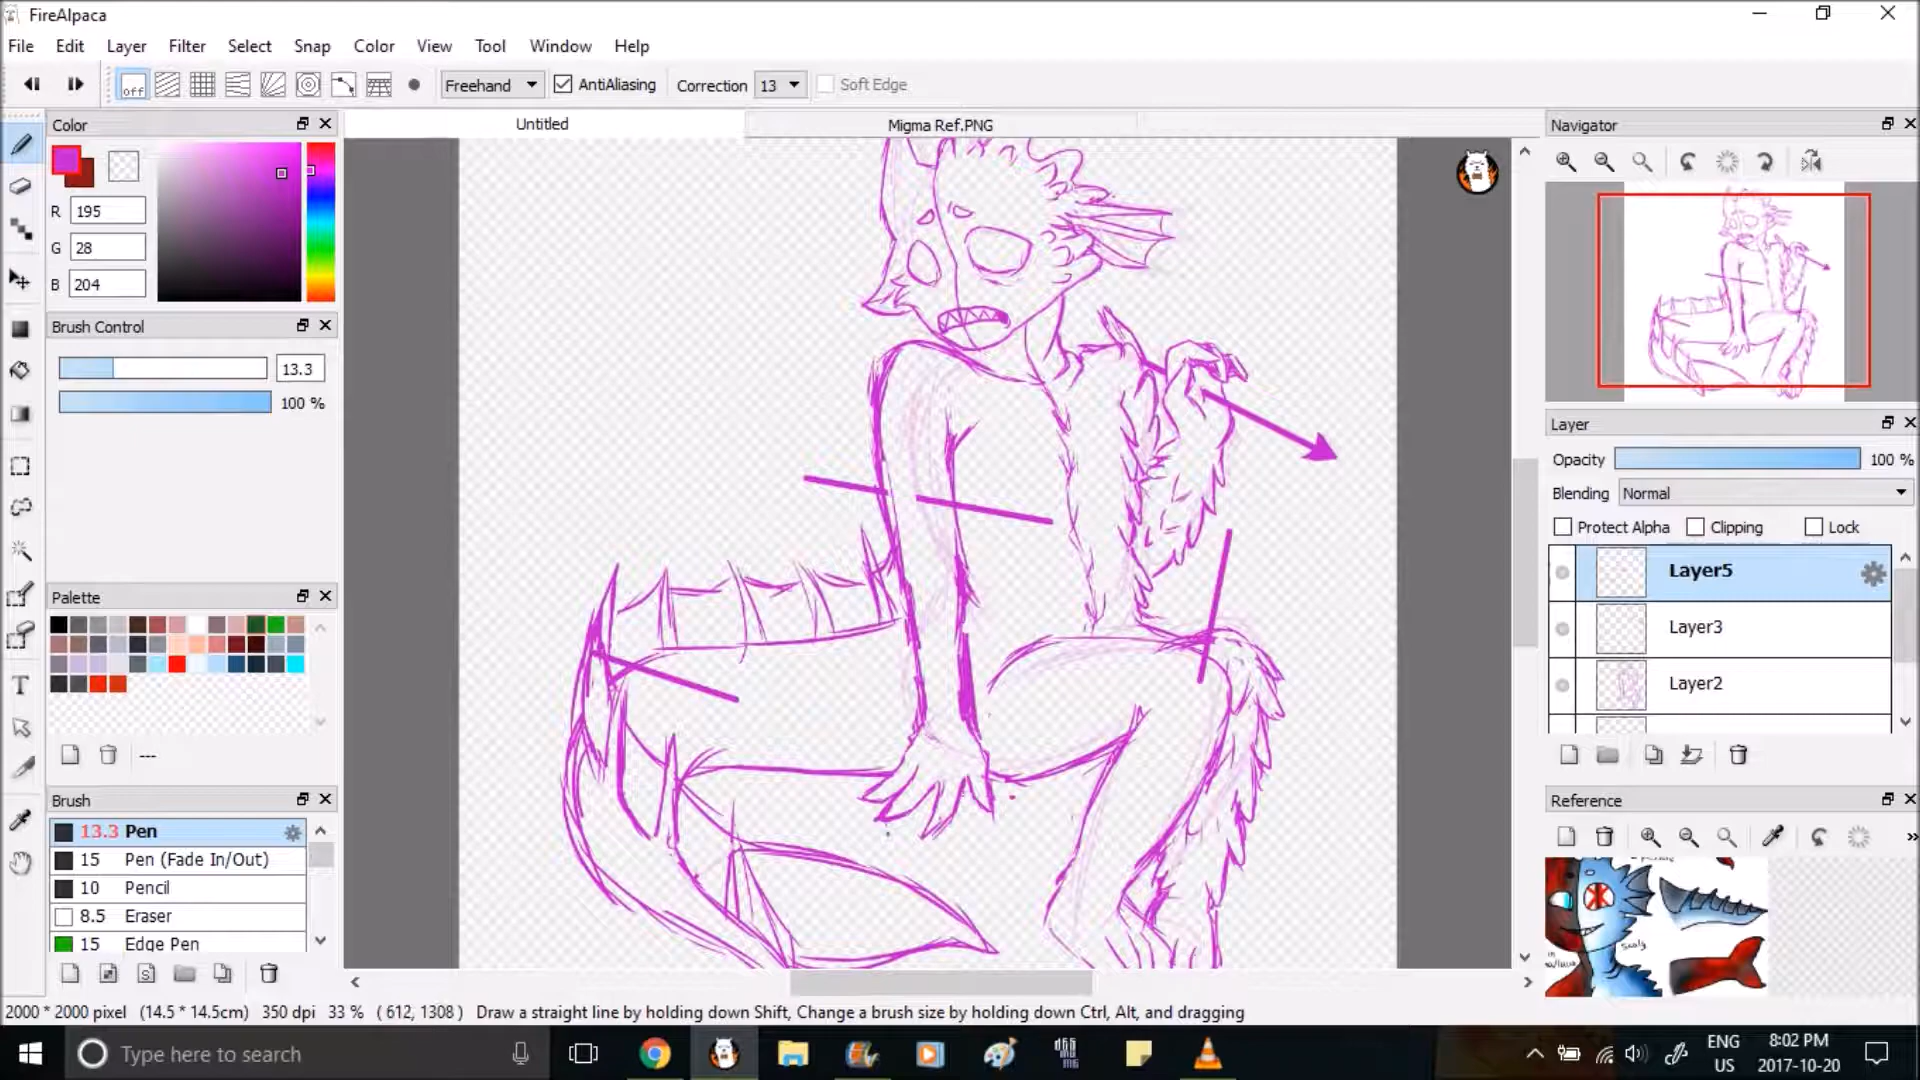 FireAlpaca
File Edit Layer Filter Select Snap Color View Tool Window Help
off Freehand AntiAliasing Correction 13 Soft Edge
Color
R 195
G 28
B 204
Brush Control
13.3
100 %
Palette
---
Brush
13.3 Pen
15 Pen (Fade In/Out)
10 Pencil
8.5 Eraser
15 Edge Pen
Untitled Migma Ref.PNG
Navigator
Layer
Opacity 100 %
Blending Normal
Protect Alpha Clipping Lock
Layer5
Layer3
Layer2
Reference
Scaly
2000 * 2000 pixel (14.5 * 14.5cm) 350 dpi 33 % ( 612, 1308 ) Draw a straight line by holding down Shift, Change a brush size by holding down Ctrl, Alt, and dragging
Type here to search
ENG
US
8:02 PM
2017-10-20